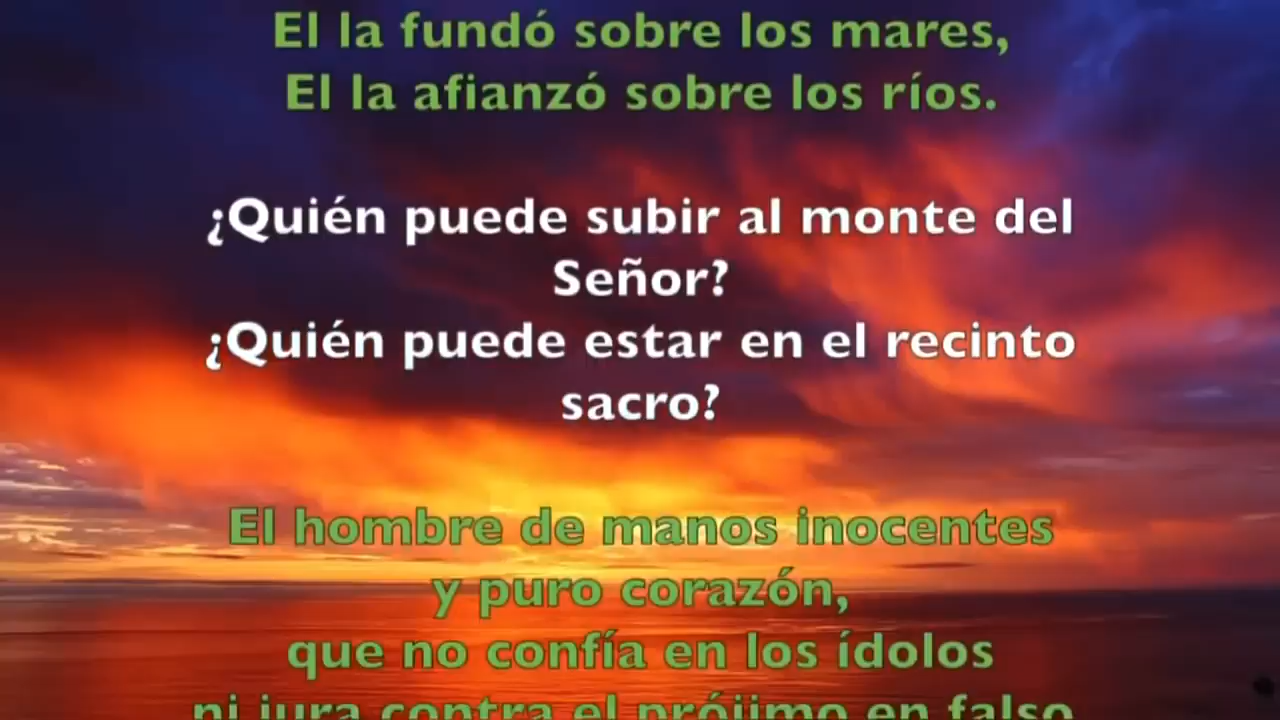 El la fundó sobre los mares,
El la afianzó sobre los ríos.
¿Quién puede subir al monte del
Señor?
¿Quién puede estar en el recinto
sacro?
El hombre de manos inocentes
y puro corazón,
que no confía en los ídolos
ni jura contra el prójimo en falso